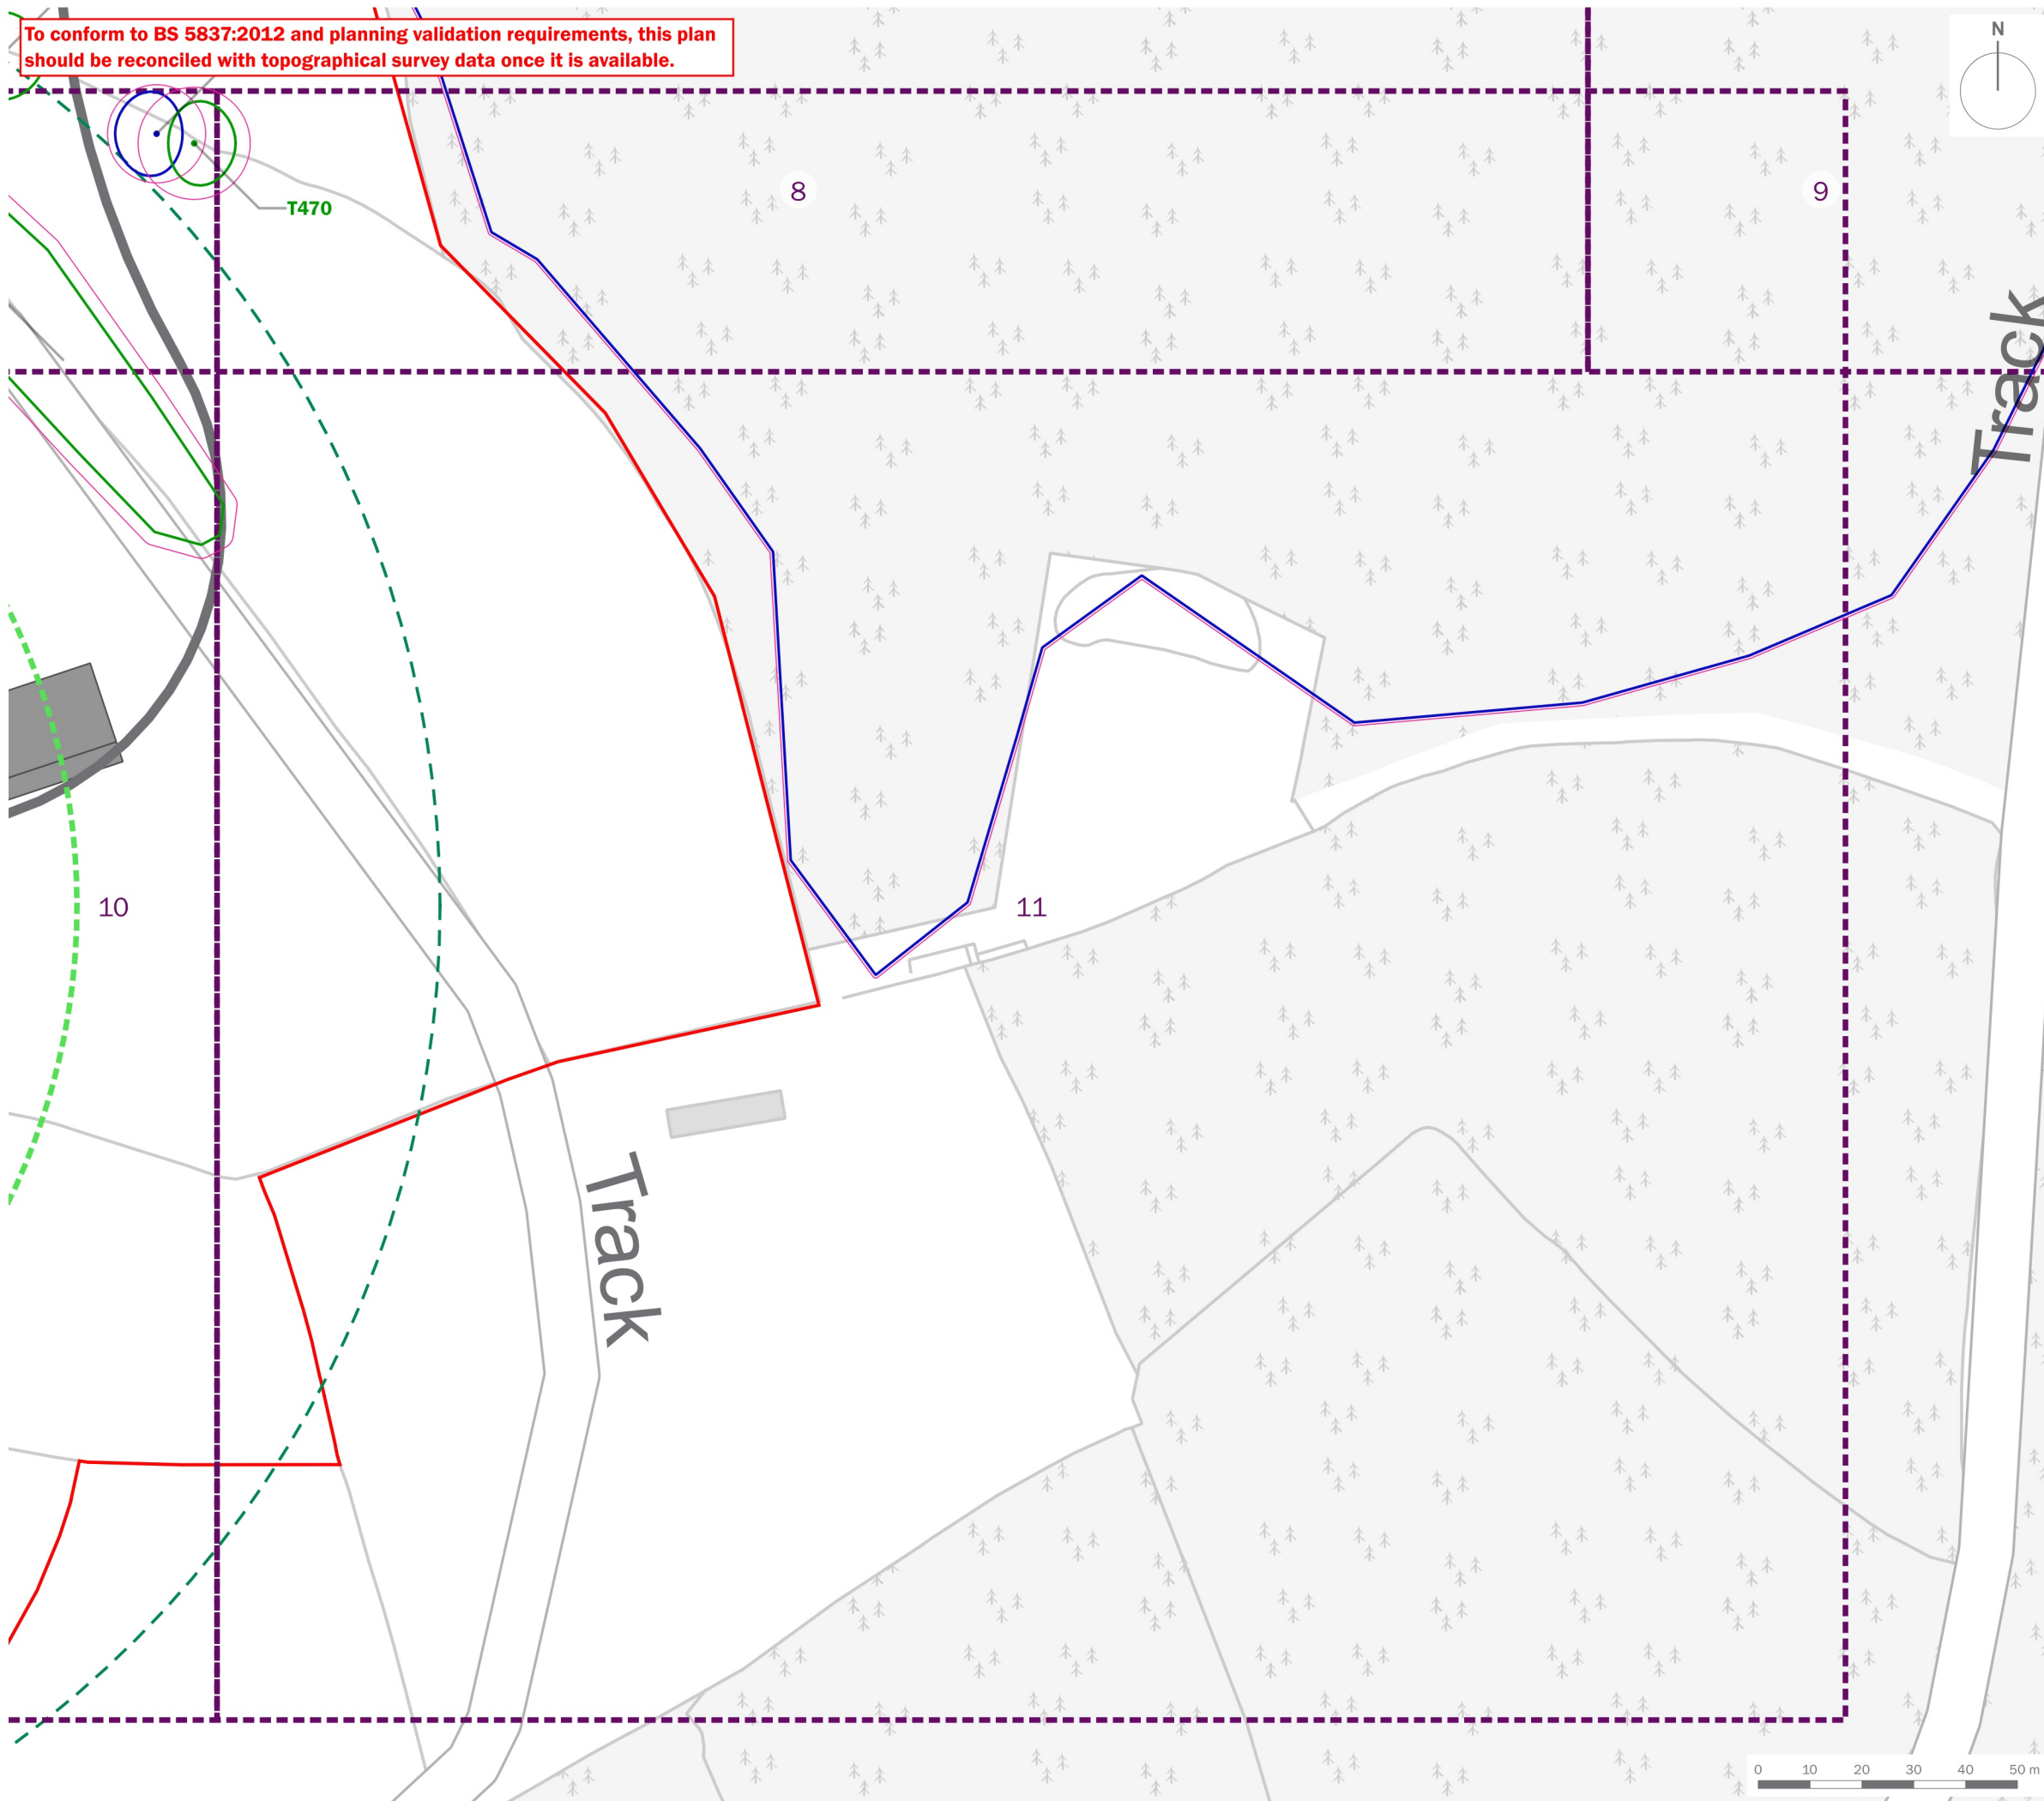 To conform to BS 5837:2012 and planning validation requirements, this plan
should be reconciled with topographical survey data once it is available.
N
8
9
T470
Track
10
11
Track
0 10 20 30 40 50 m